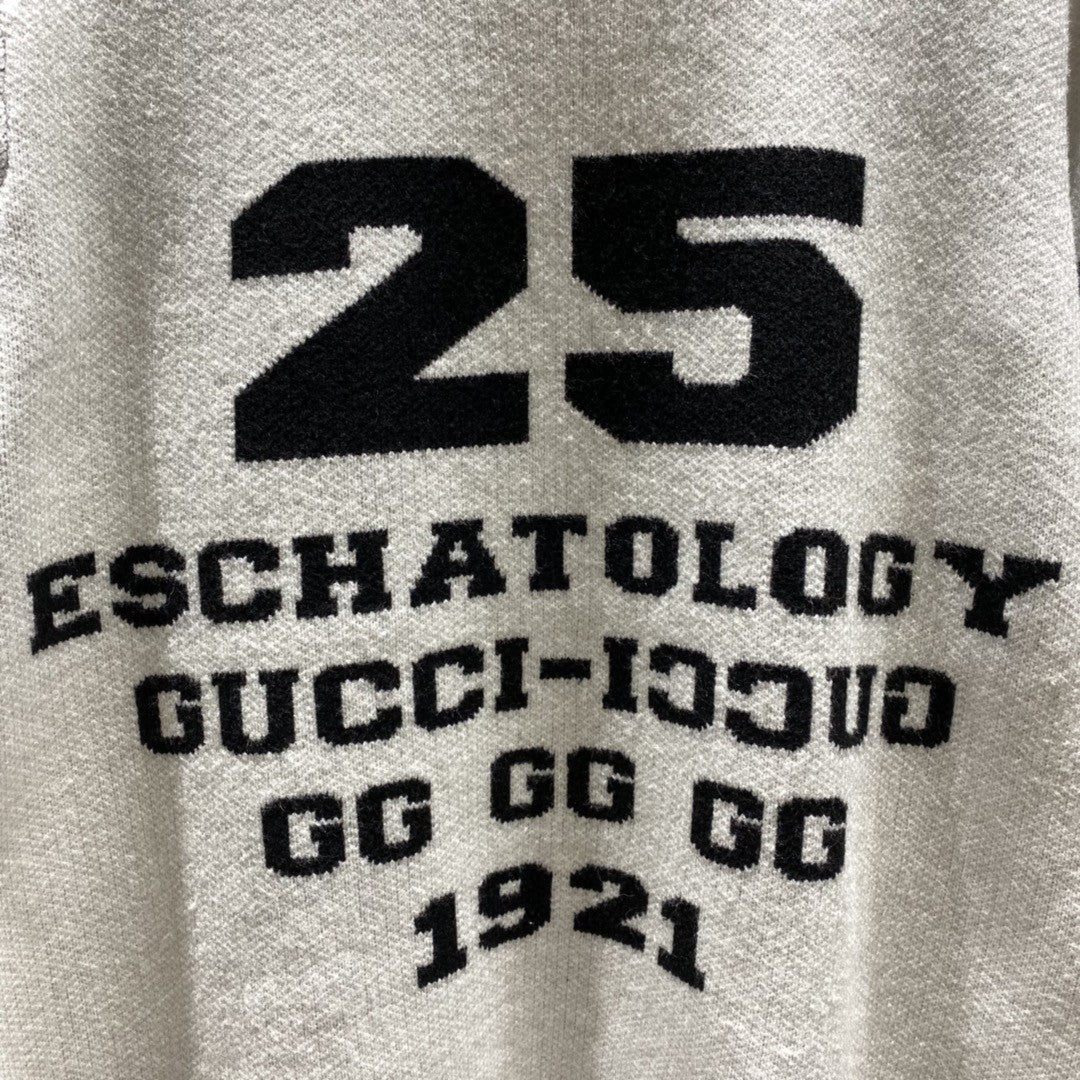 25
ESCHATOLOGY
GUCCI-IƆƆUG
GG GG GG
1921